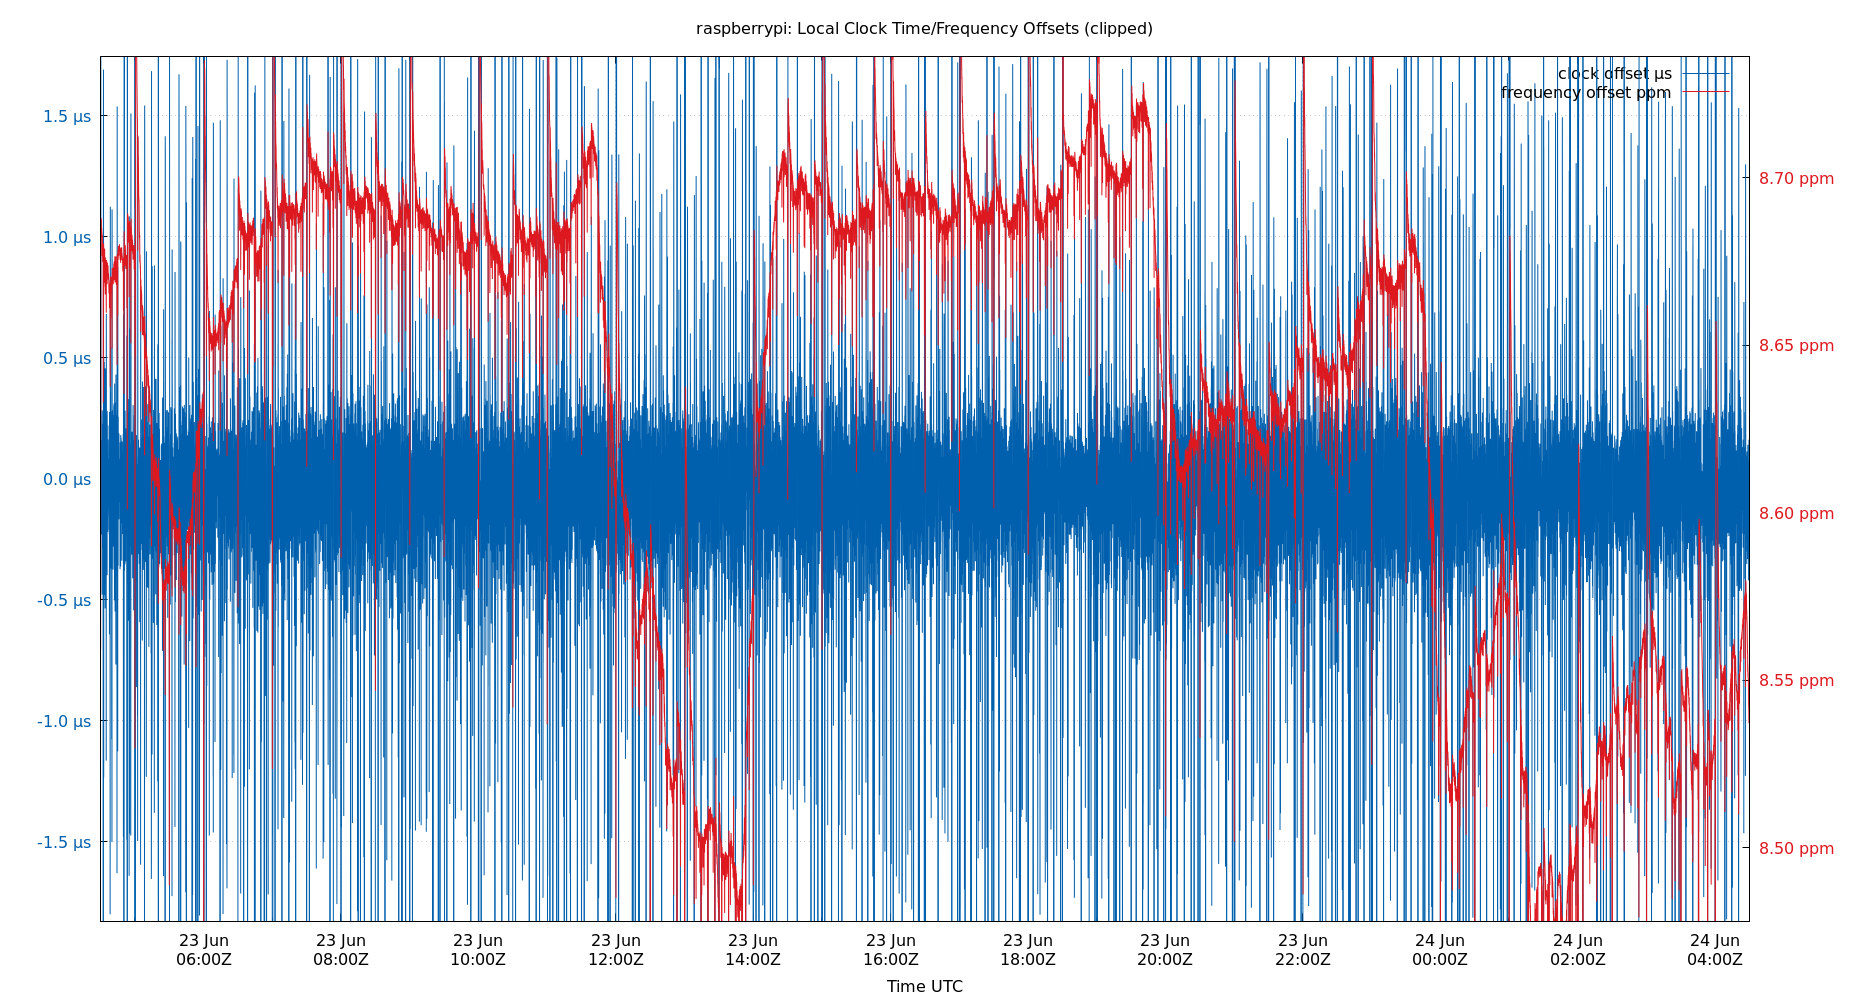 raspberrypi: Local Clock Time/Frequency Offsets (clipped)
clock offset µs
frequency offset ppm
1.5 µs
1.0 µs
0.5 µs
0.0 µs
-0.5 µs
-1.0 µs
-1.5 µs
8.70 ppm
8.65 ppm
8.60 ppm
8.55 ppm
8.50 ppm
23 Jun 23 Jun 23 Jun 23 Jun 23 Jun 23 Jun 23 Jun 23 Jun 23 Jun 24 Jun 24 Jun 24 Jun
06:00Z 08:00Z 10:00Z 12:00Z 14:00Z 16:00Z 18:00Z 20:00Z 22:00Z 00:00Z 02:00Z 04:00Z
Time UTC